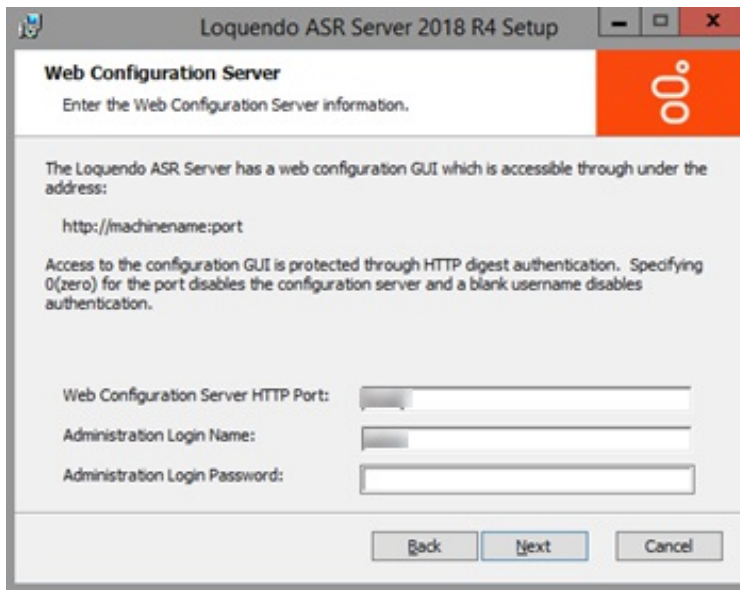 Loquendo ASR Server 2018 R4 Setup
Web Configuration Server
Enter the Web Configuration Server information.
The Loquendo ASR Server has a web configuration GUI which is accessible through under the
address:
http://machinename:port
Access to the configuration GUI is protected through HTTP digest authentication. Specifying
0(zero) for the port disables the configuration server and a blank username disables
authentication.
Web Configuration Server HTTP Port:
Administration Login Name:
Administration Login Password:
Back Next Cancel